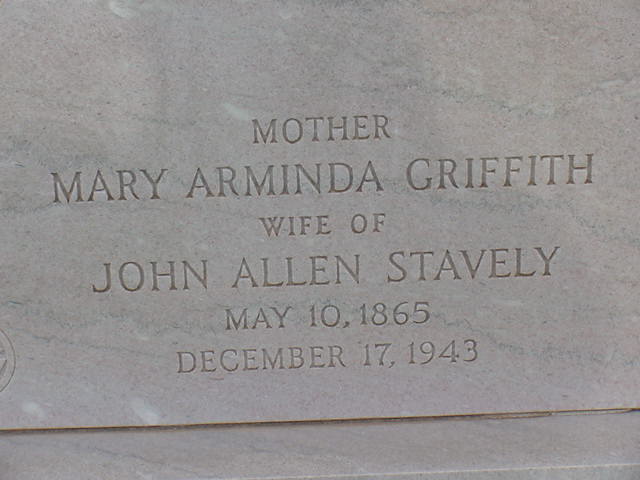 MOTHER
MARY ARMINDA GRIFFITH
WIFE OF
JOHN ALLEN STAVELY
MAY 10, 1865
DECEMBER 17, 1943